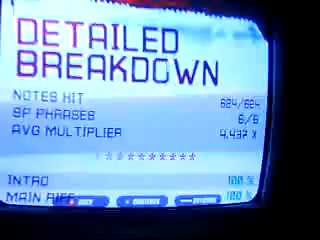 DETAILED
BREAKDOWN
NOTES HIT 624/624
SP PHRASES 6/6
AVG MULTIPLIER 4.437 X
**********
INTRO 100 %
MAIN RIFF 100 %